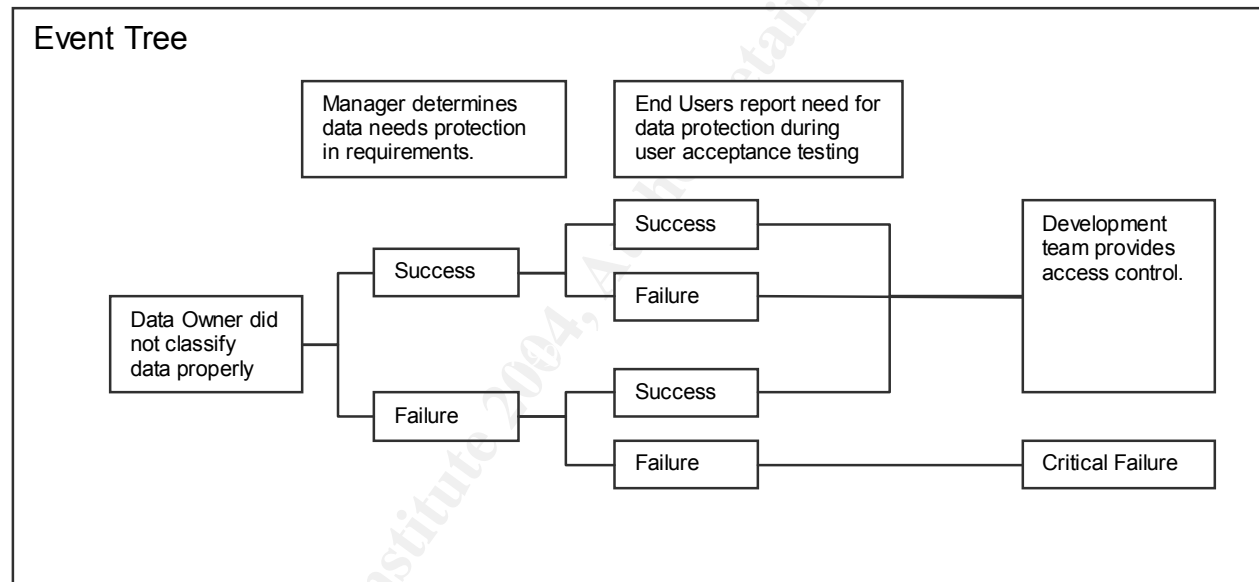 Event Tree
Manager determines
data needs protection
in requirements.
End Users report need for
data protection during
user acceptance testing
Success
Development
team provides
access control.
Success
Failure
Data Owner did
not classify
data properly
Success
Failure
Failure
Critical Failure